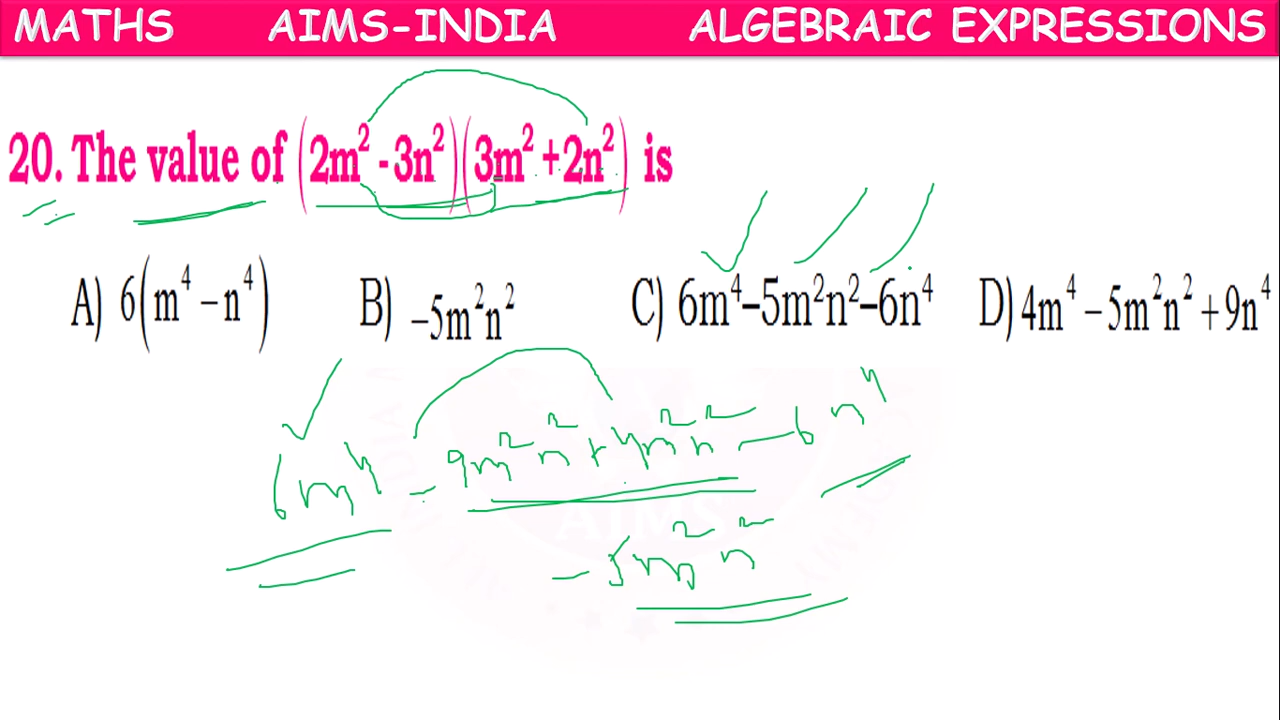 MATHS AIMS-INDIA ALGEBRAIC EXPRESSIONS
20. The value of (2m² - 3n²)(3m² + 2n²) is
A) 6(m⁴ − n⁴) B) −5m²n² C) 6m⁴−5m²n²−6n⁴ D) 4m⁴ − 5m²n² + 9n⁴
6m⁴ − 9m²n² + 4m²n² − 6n⁴
− 5m²n²
AIMS